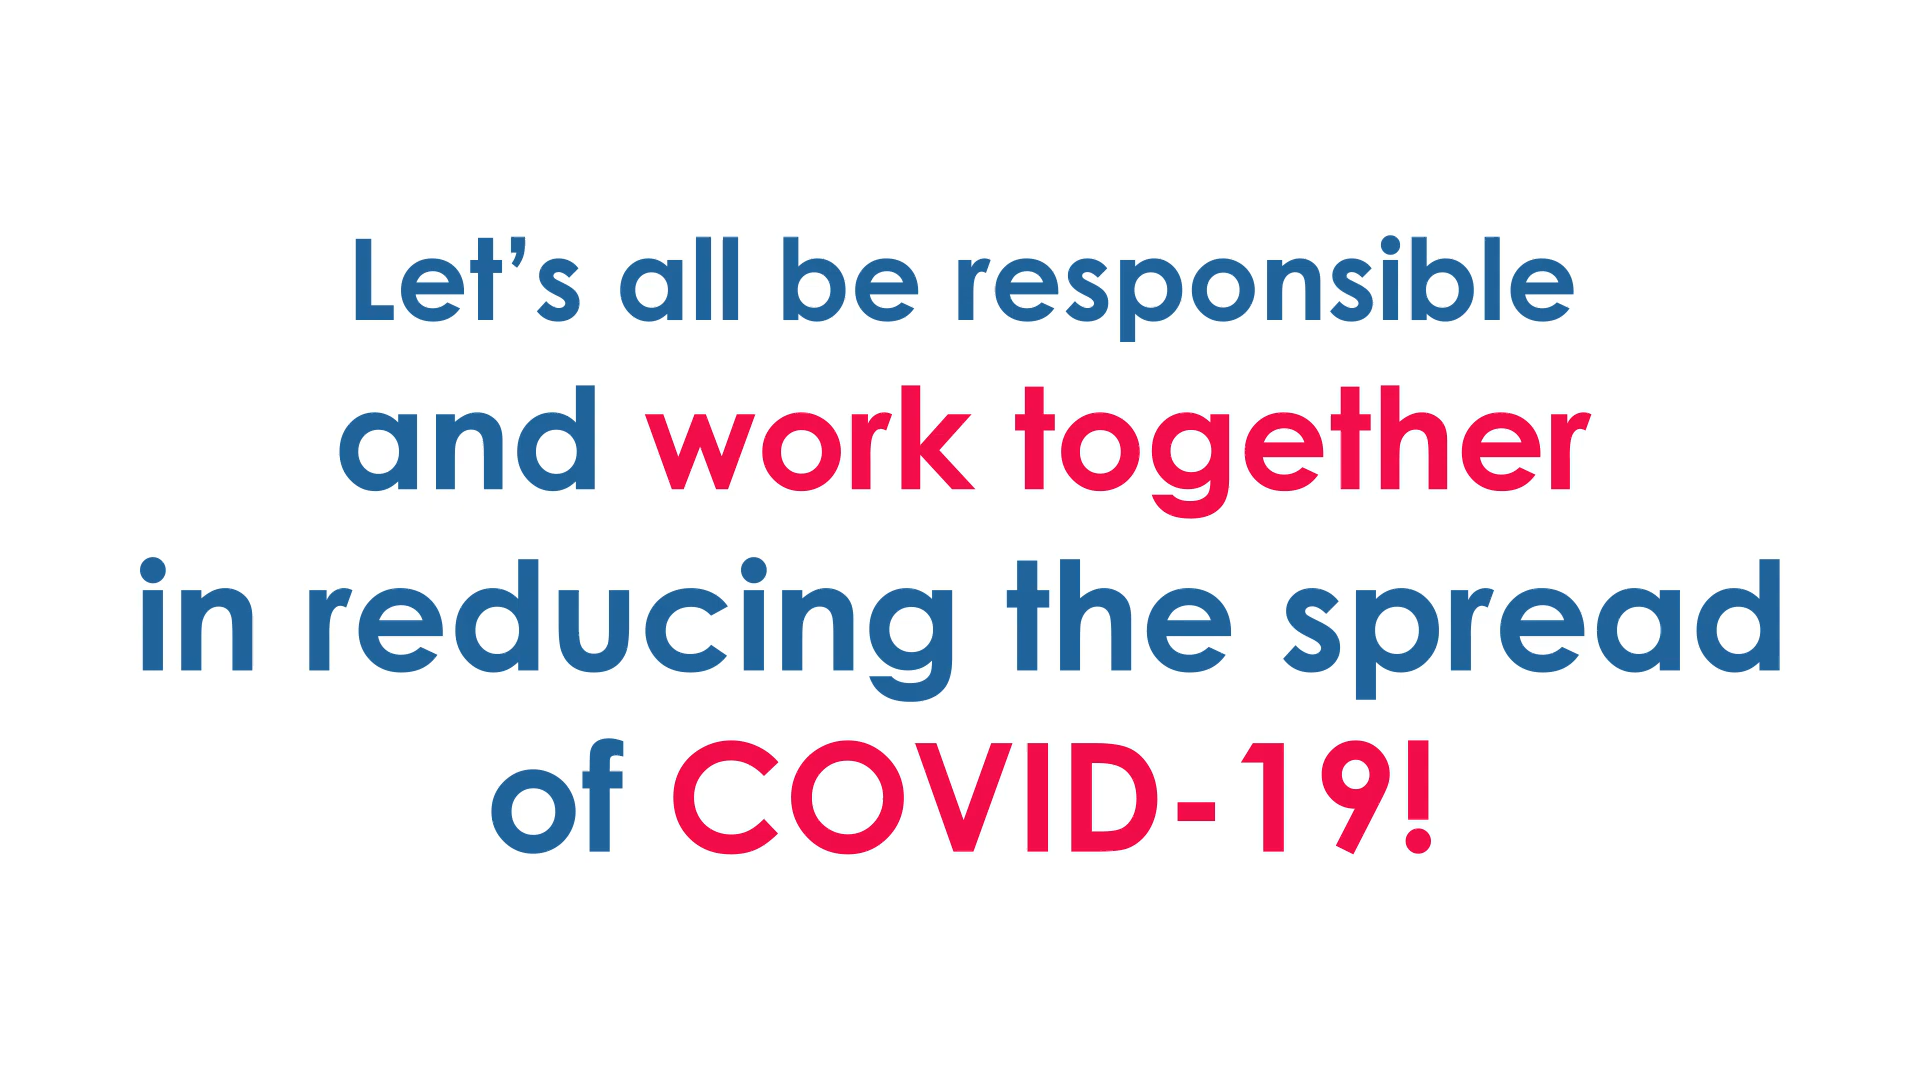 Let’s all be responsible
and work together
in reducing the spread
of COVID-19!